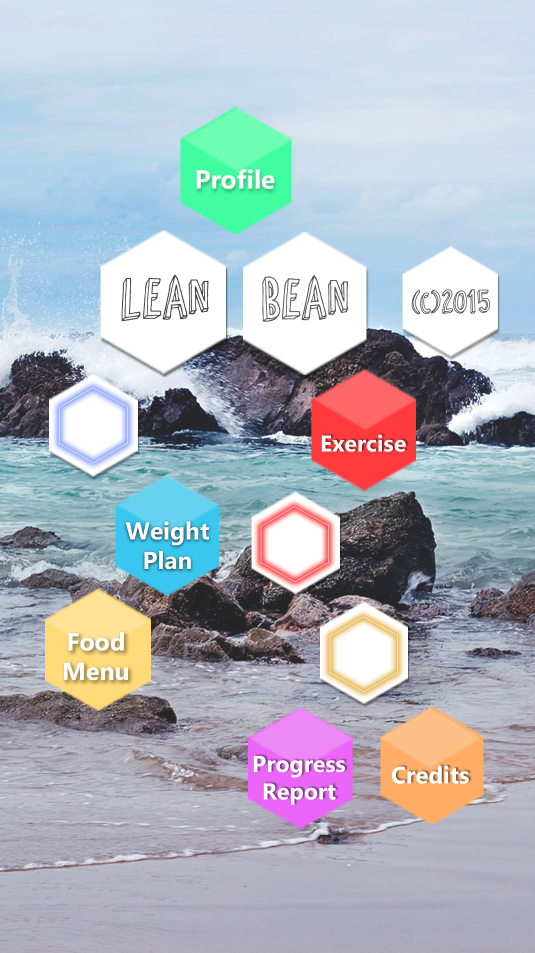 Profile
LEAN BEAN (C)2015
Exercise
Weight
Plan
Food
Menu
Progress
Report
Credits